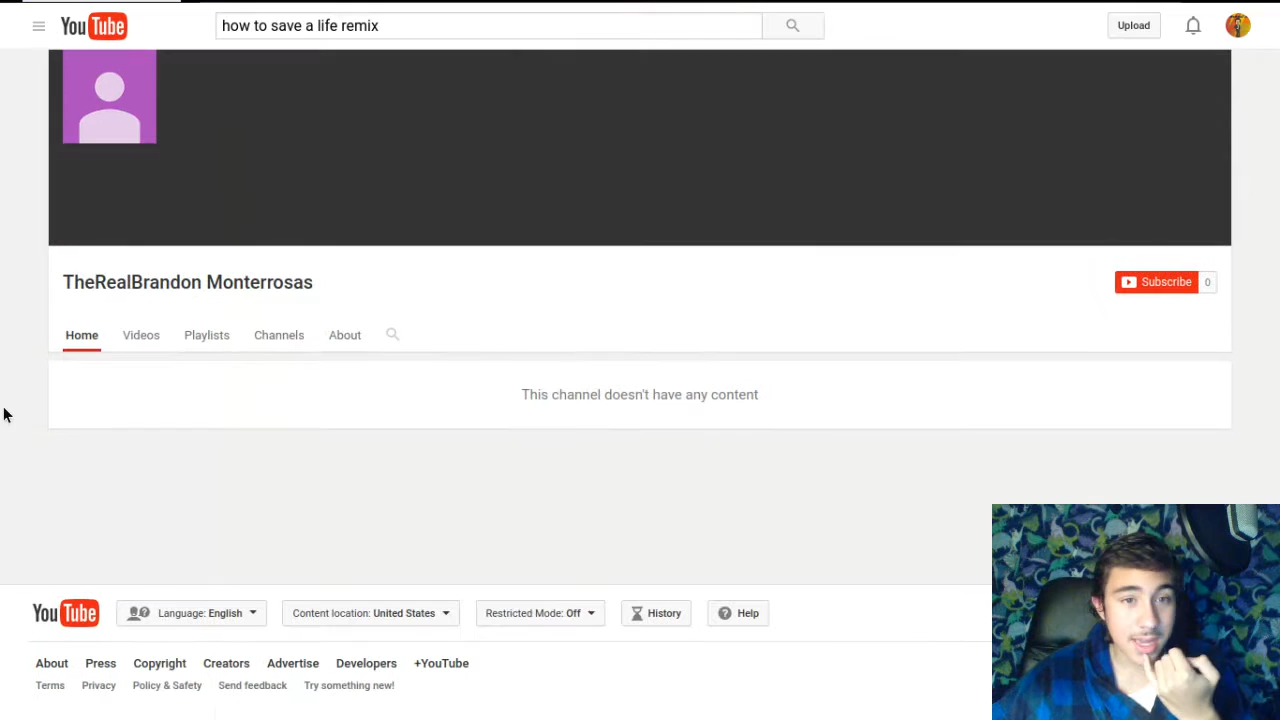 YouTube
how to save a life remix
Upload
TheRealBrandon Monterrosas
Subscribe 0
Home Videos Playlists Channels About
This channel doesn't have any content
YouTube Language: English Content location: United States Restricted Mode: Off History Help
About Press Copyright Creators Advertise Developers +YouTube
Terms Privacy Policy & Safety Send feedback Try something new!